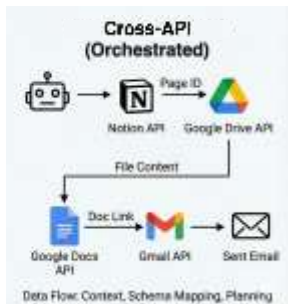 Cross-API
(Orchestrated)
N
Page ID
Notion API
Google Drive API
File Content
Doc Link
Google Docs
API
Gmail API
Sent Email
Data Flow: Context, Schema Mapping, Planning